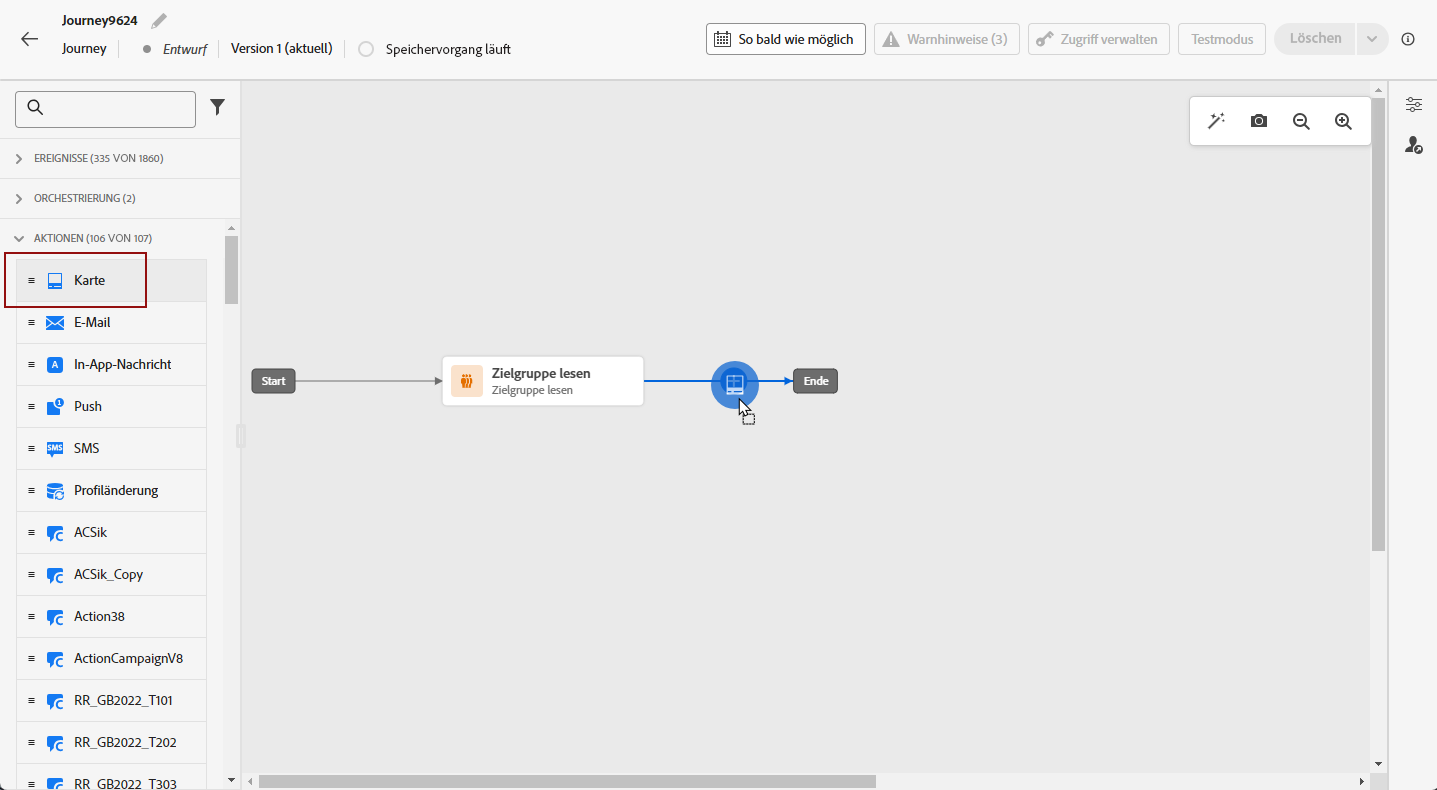 Journey9624
Journey
Entwurf
Version 1 (aktuell)
Speichervorgang läuft
So bald wie möglich
Warnhinweise (3)
Zugriff verwalten
Testmodus
Löschen
EREIGNISSE (335 VON 1860)
ORCHESTRIERUNG (2)
AKTIONEN (106 VON 107)
Karte
E-Mail
A In-App-Nachricht
1 Push
SMS SMS
Profiländerung
ACSik
ACSik_Copy
Action38
ActionCampaignV8
RR_GB2022_T101
RR_GB2022_T202
RR_GB2022_T303
Start
Zielgruppe lesen
Zielgruppe lesen
Ende